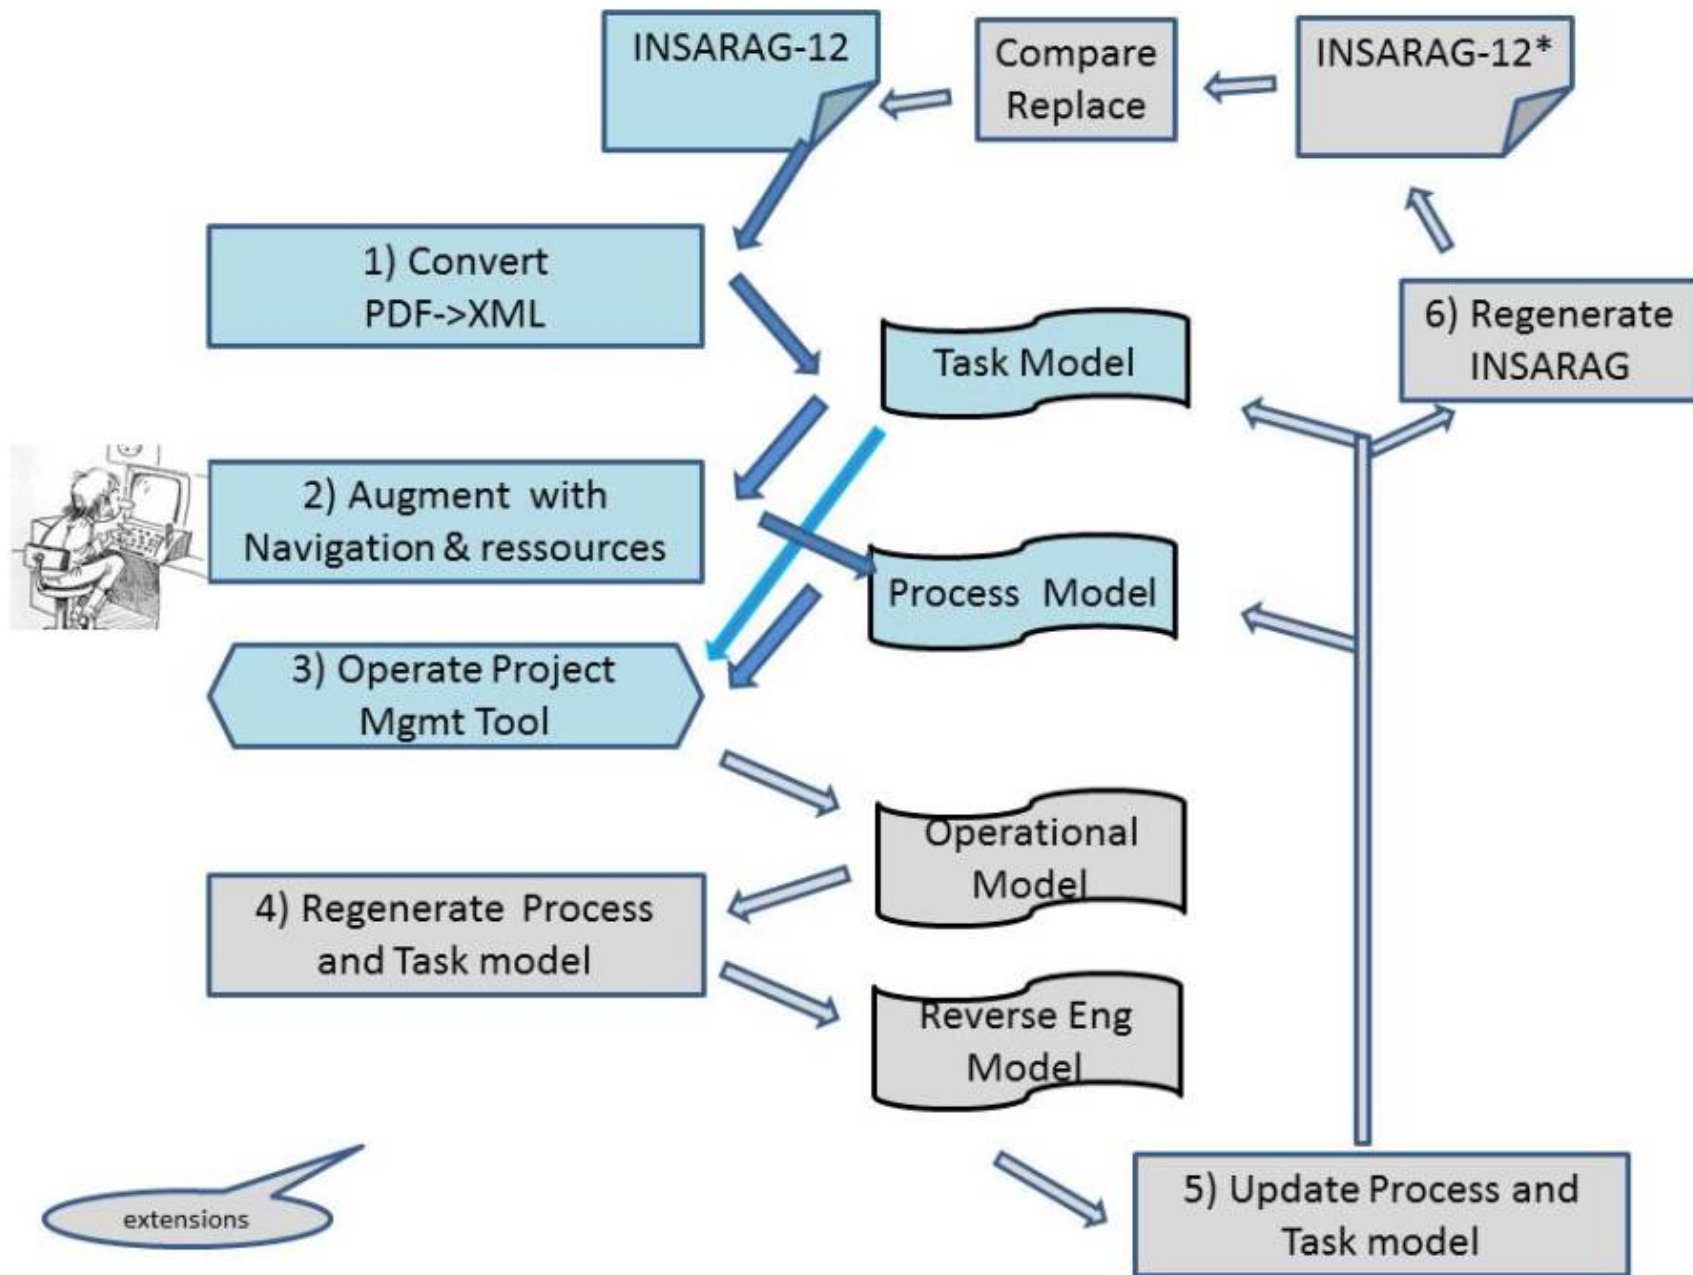 INSARAG-12
Compare
Replace
INSARAG-12*
1) Convert
PDF->XML
Task Model
6) Regenerate
INSARAG
2) Augment with
Navigation & ressources
Process Model
3) Operate Project
Mgmt Tool
Operational
Model
4) Regenerate Process
and Task model
Reverse Eng
Model
extensions
5) Update Process and
Task model